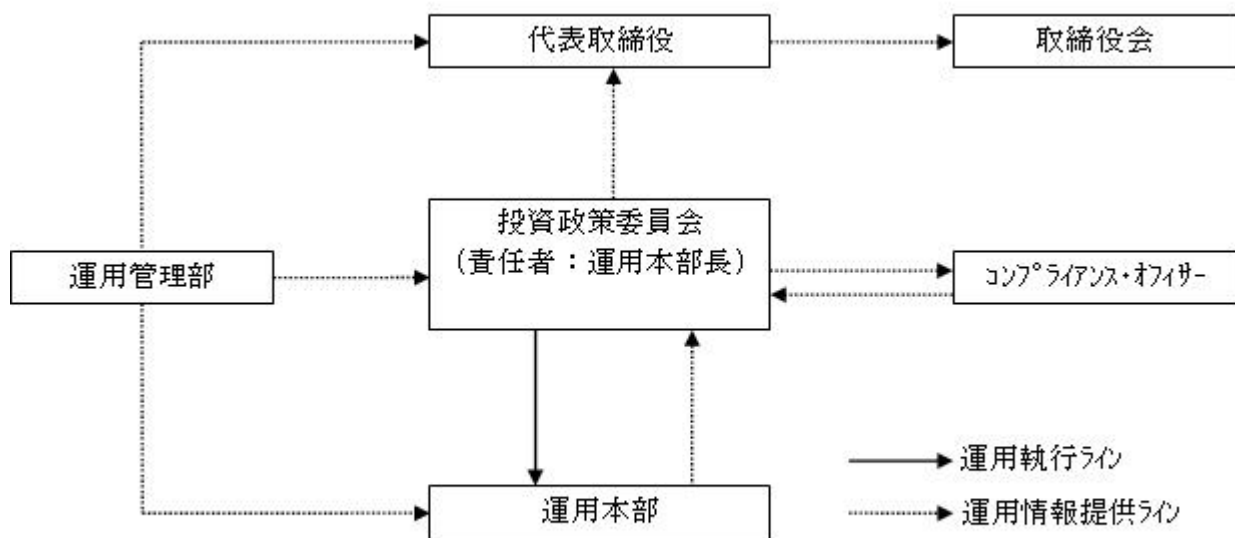 代表取締役
取締役会
投資政策委員会
(責任者：運用本部長)
運用管理部
ｺﾝﾌﾟﾗｲｱﾝｽ・ｵﾌｨｻｰ
運用執行ﾗｲﾝ
運用本部
運用情報提供ﾗｲﾝ